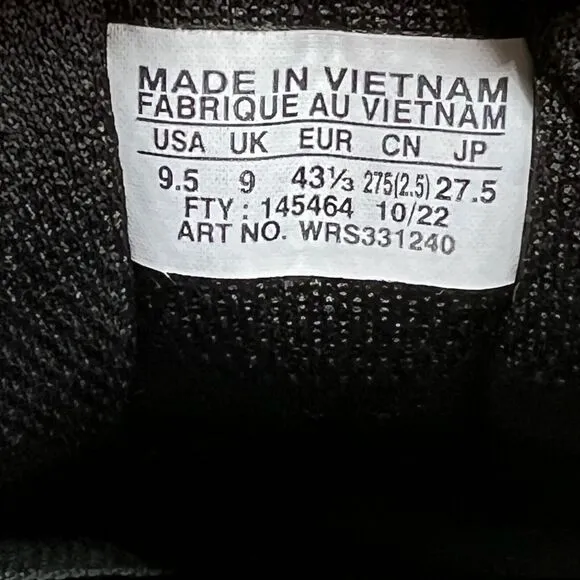 MADE IN VIETNAM
FABRIQUE AU VIETNAM
USA UK EUR CN JP
9.5 9 43⅓ 275(2.5) 27.5
FTY : 145464 10/22
ART NO. WRS331240